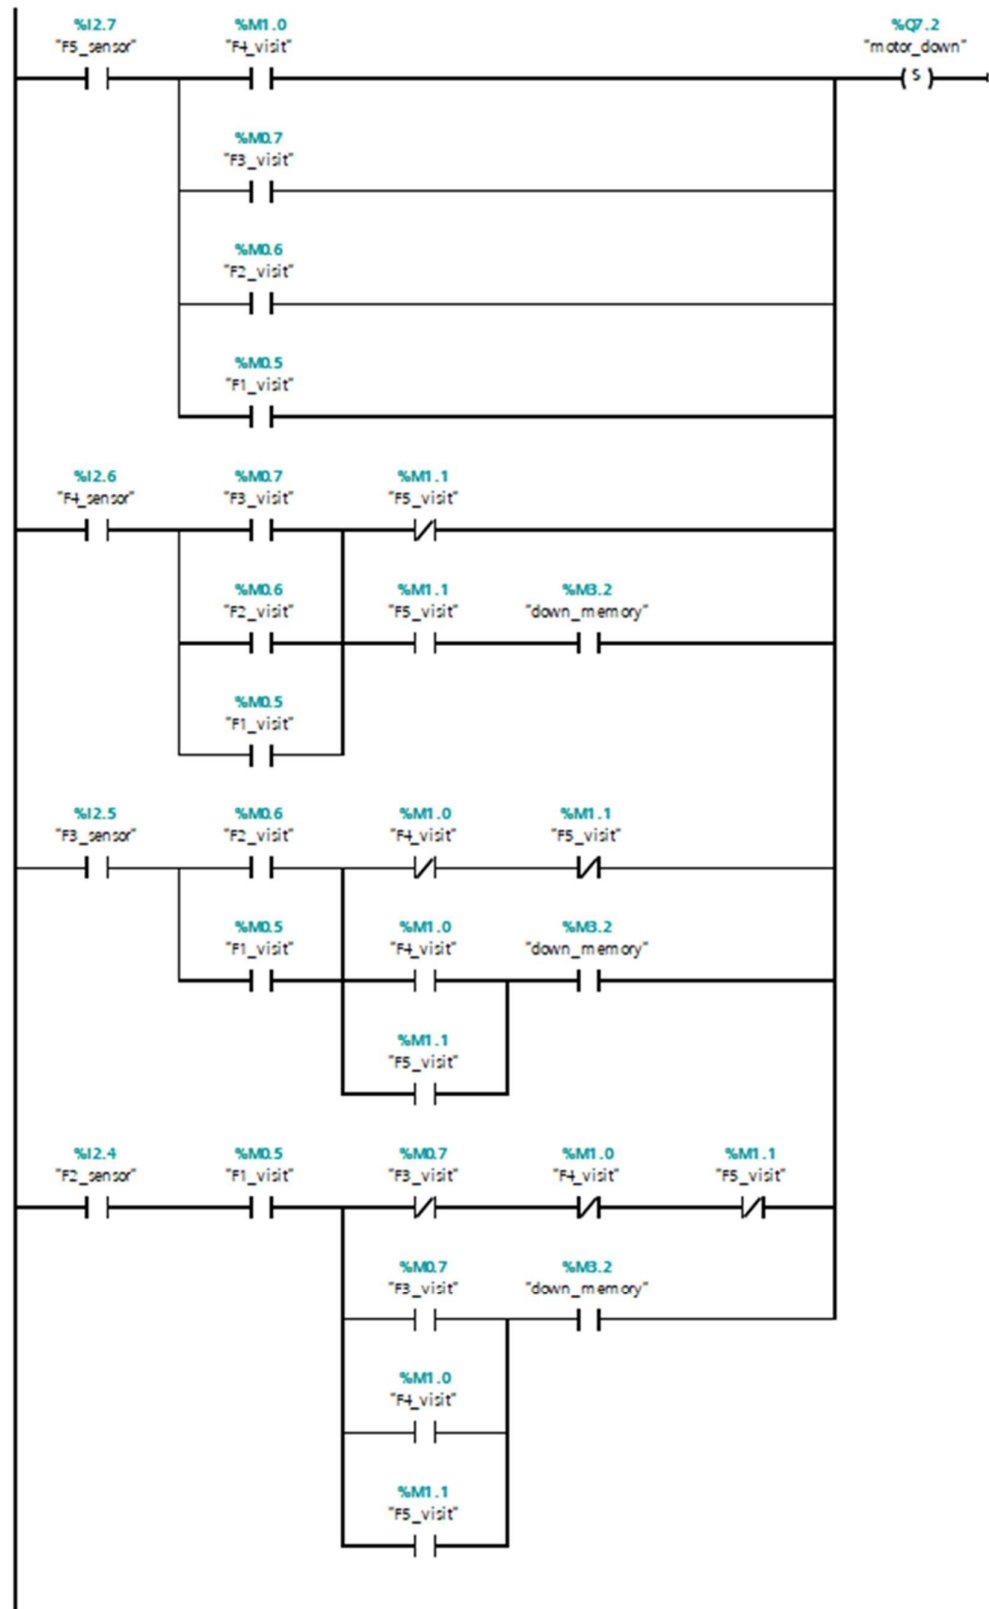 %I2.7 %M1.0 %Q7.2
"F5_sensor" "F4_visit" "motor_down"
S
%M0.7
"F3_visit"
%M0.6
"F2_visit"
%M0.5
"F1_visit"
%I2.6 %M0.7 %M1.1
"F4_sensor" "F3_visit" "F5_visit"
%M0.6 %M1.1 %M3.2
"F2_visit" "F5_visit" "down_memory"
%M0.5
"F1_visit"
%I2.5 %M0.6 %M1.0 %M1.1
"F3_sensor" "F2_visit" "F4_visit" "F5_visit"
%M0.5 %M1.0 %M3.2
"F1_visit" "F4_visit" "down_memory"
%M1.1
"F5_visit"
%I2.4 %M0.5 %M0.7 %M1.0 %M1.1
"F2_sensor" "F1_visit" "F3_visit" "F4_visit" "F5_visit"
%M0.7 %M3.2
"F3_visit" "down_memory"
%M1.0
"F4_visit"
%M1.1
"F5_visit"